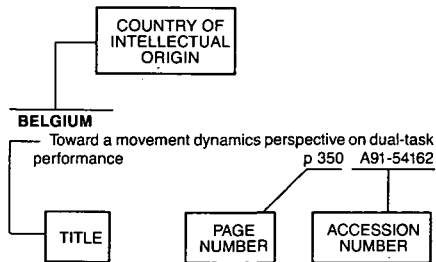 COUNTRY OF
INTELLECTUAL
ORIGIN
BELGIUM
Toward a movement dynamics perspective on dual-task
performance p 350 A91-54162
TITLE
PAGE
NUMBER
ACCESSION
NUMBER